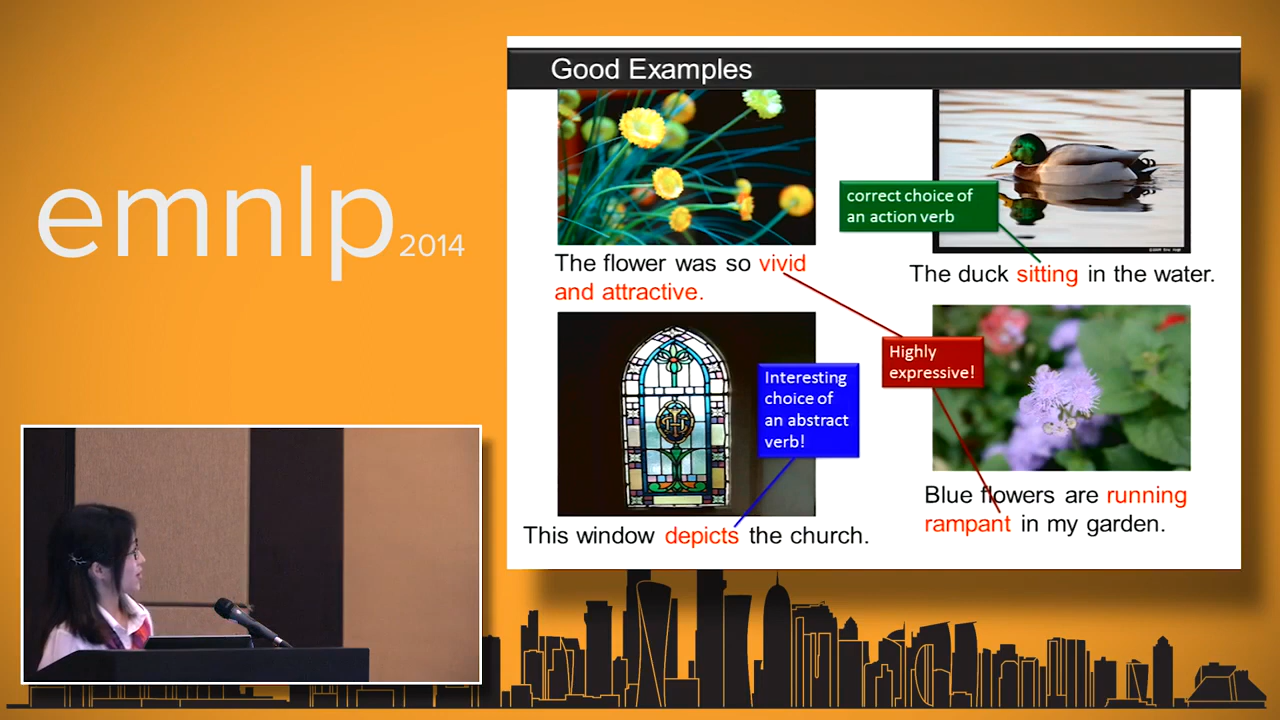 emnlp 2014
Good Examples
correct choice of
an action verb
The flower was so vivid
and attractive.
The duck sitting in the water.
Highly
expressive!
Interesting
choice of
an abstract
verb!
Blue flowers are running
rampant in my garden.
This window depicts the church.